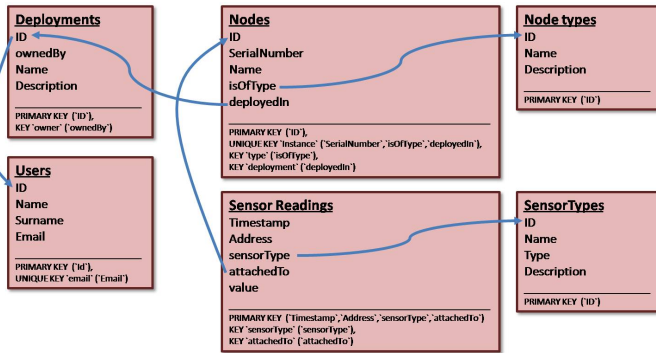 Deployments
ID
ownedBy
Name
Description
PRIMARY KEY (`ID`),
KEY `owner` (`ownedBy`)
Users
ID
Name
Surname
Email
PRIMARY KEY (`Id`),
UNIQUE KEY `email` (`Email`)
Nodes
ID
SerialNumber
Name
isOfType
deployedIn
PRIMARY KEY (`ID`),
UNIQUE KEY `Instance` (`SerialNumber`,`isOfType`,`deployedIn`),
KEY `type` (`isOfType`),
KEY `deployment` (`deployedIn`)
Sensor Readings
Timestamp
Address
sensorType
attachedTo
value
PRIMARY KEY (`Timestamp`,`Address`,`sensorType`,`attachedTo`)
KEY `sensorType` (`sensorType`),
KEY `attachedTo` (`attachedTo`)
Node types
ID
Name
Description
PRIMARY KEY (`ID`)
SensorTypes
ID
Name
Type
Description
PRIMARY KEY (`ID`)